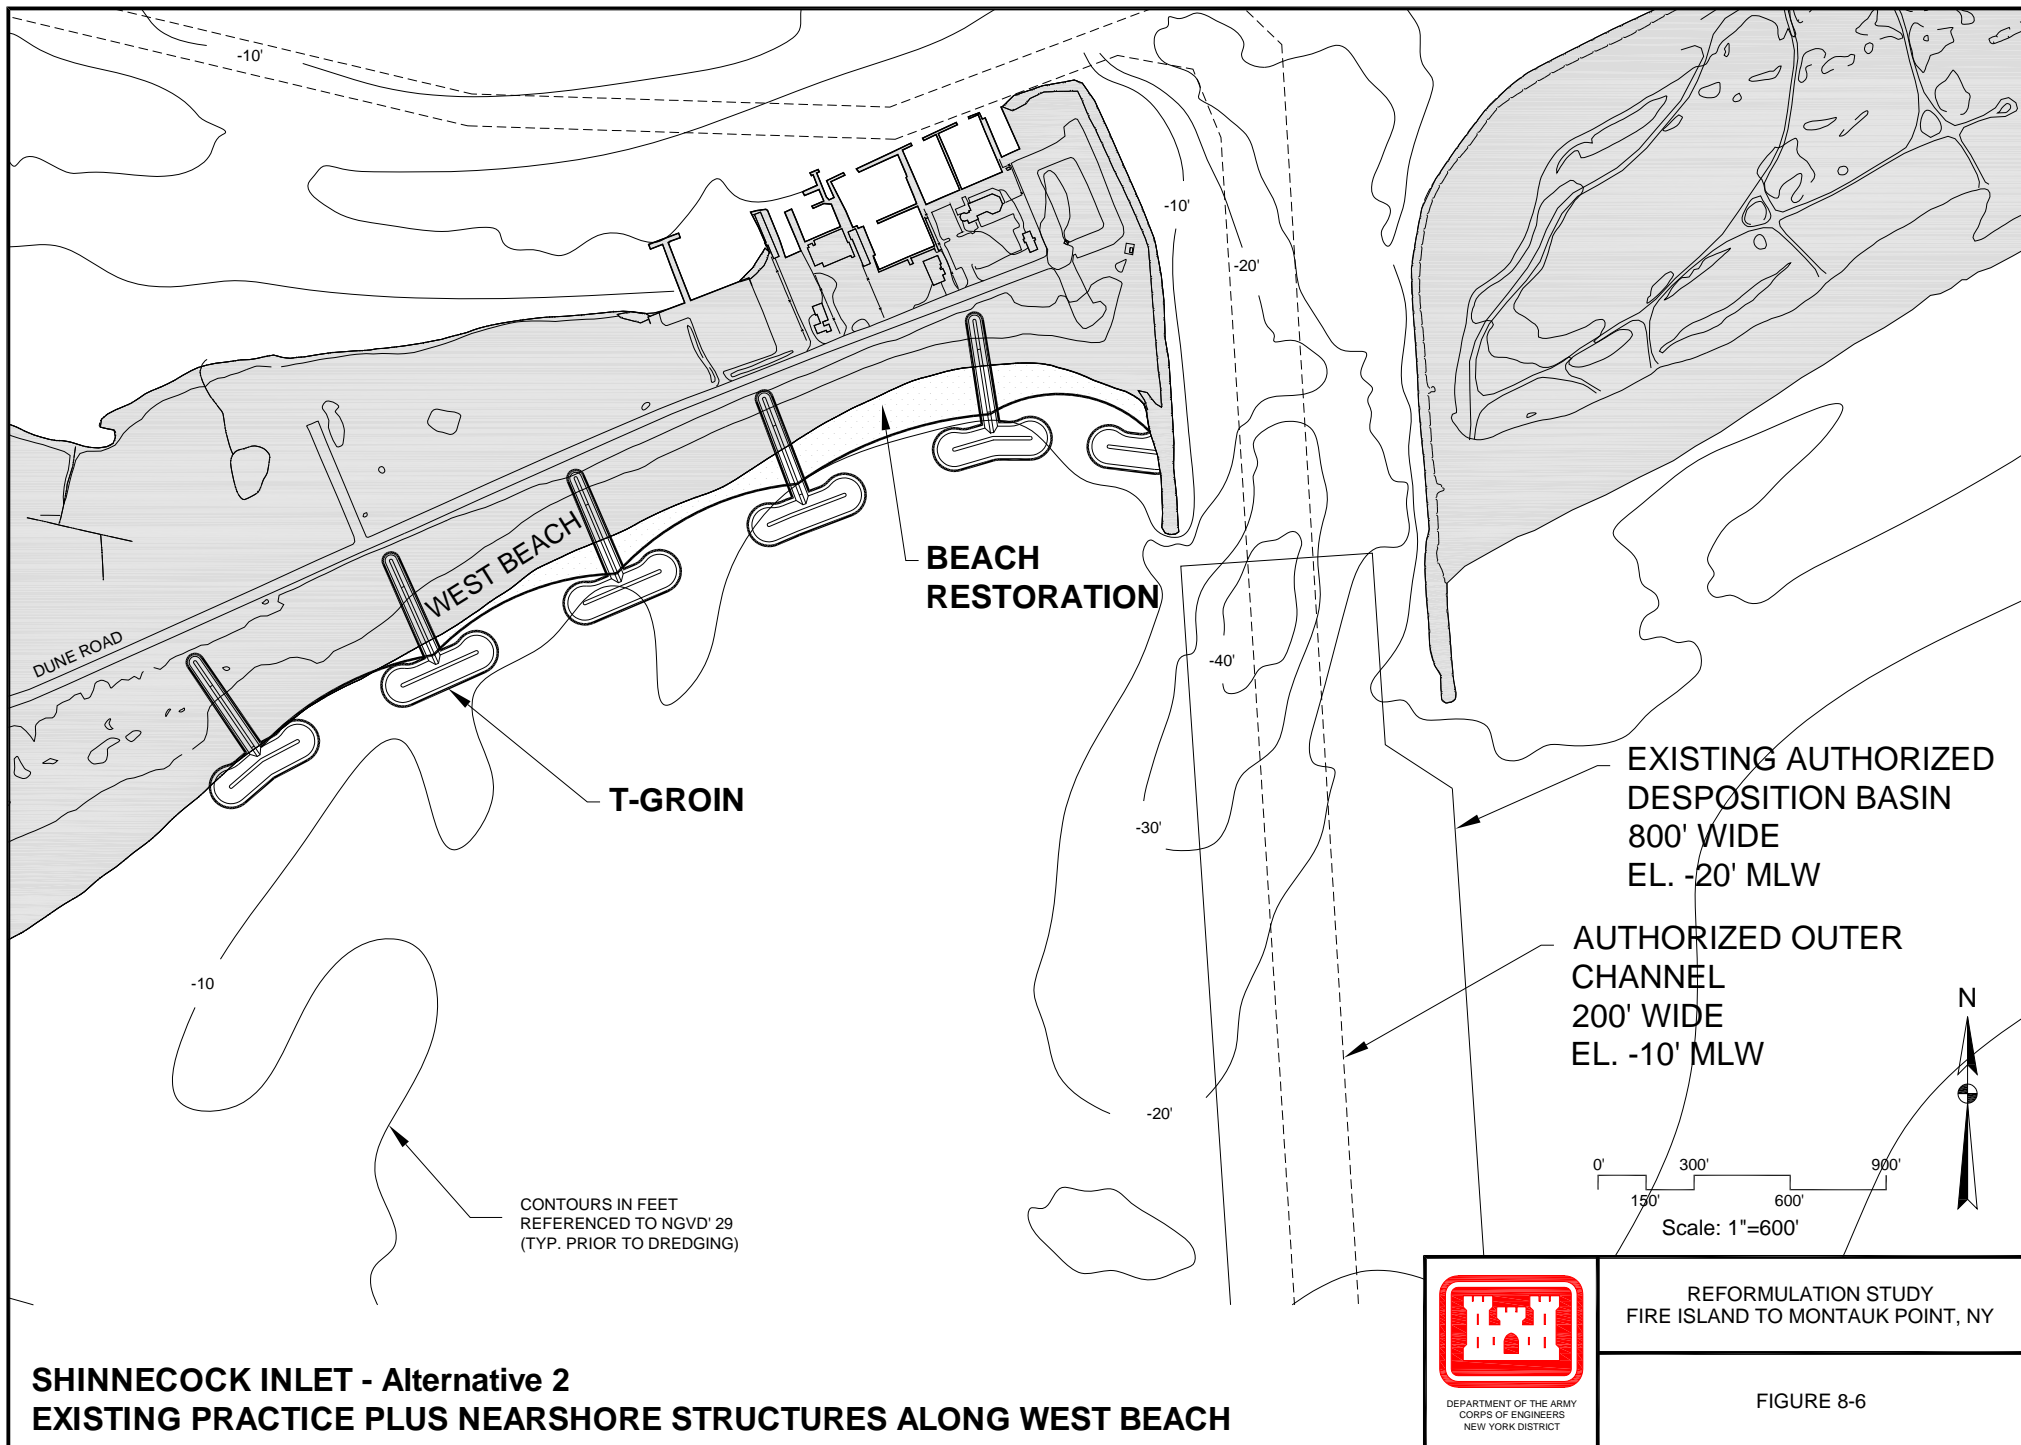 -10'
-10'
-20'
WEST BEACH
DUNE ROAD
BEACH
RESTORATION
-40'
T-GROIN
-30'
EXISTING AUTHORIZED
DESPOSITION BASIN
800' WIDE
EL. -20' MLW
AUTHORIZED OUTER
CHANNEL
200' WIDE
EL. -10' MLW
-10
-20'
N
0' 300' 900'
150' 600'
Scale: 1"=600'
CONTOURS IN FEET
REFERENCED TO NGVD' 29
(TYP. PRIOR TO DREDGING)
SHINNECOCK INLET - Alternative 2
EXISTING PRACTICE PLUS NEARSHORE STRUCTURES ALONG WEST BEACH
DEPARTMENT OF THE ARMY
CORPS OF ENGINEERS
NEW YORK DISTRICT
REFORMULATION STUDY
FIRE ISLAND TO MONTAUK POINT, NY
FIGURE 8-6